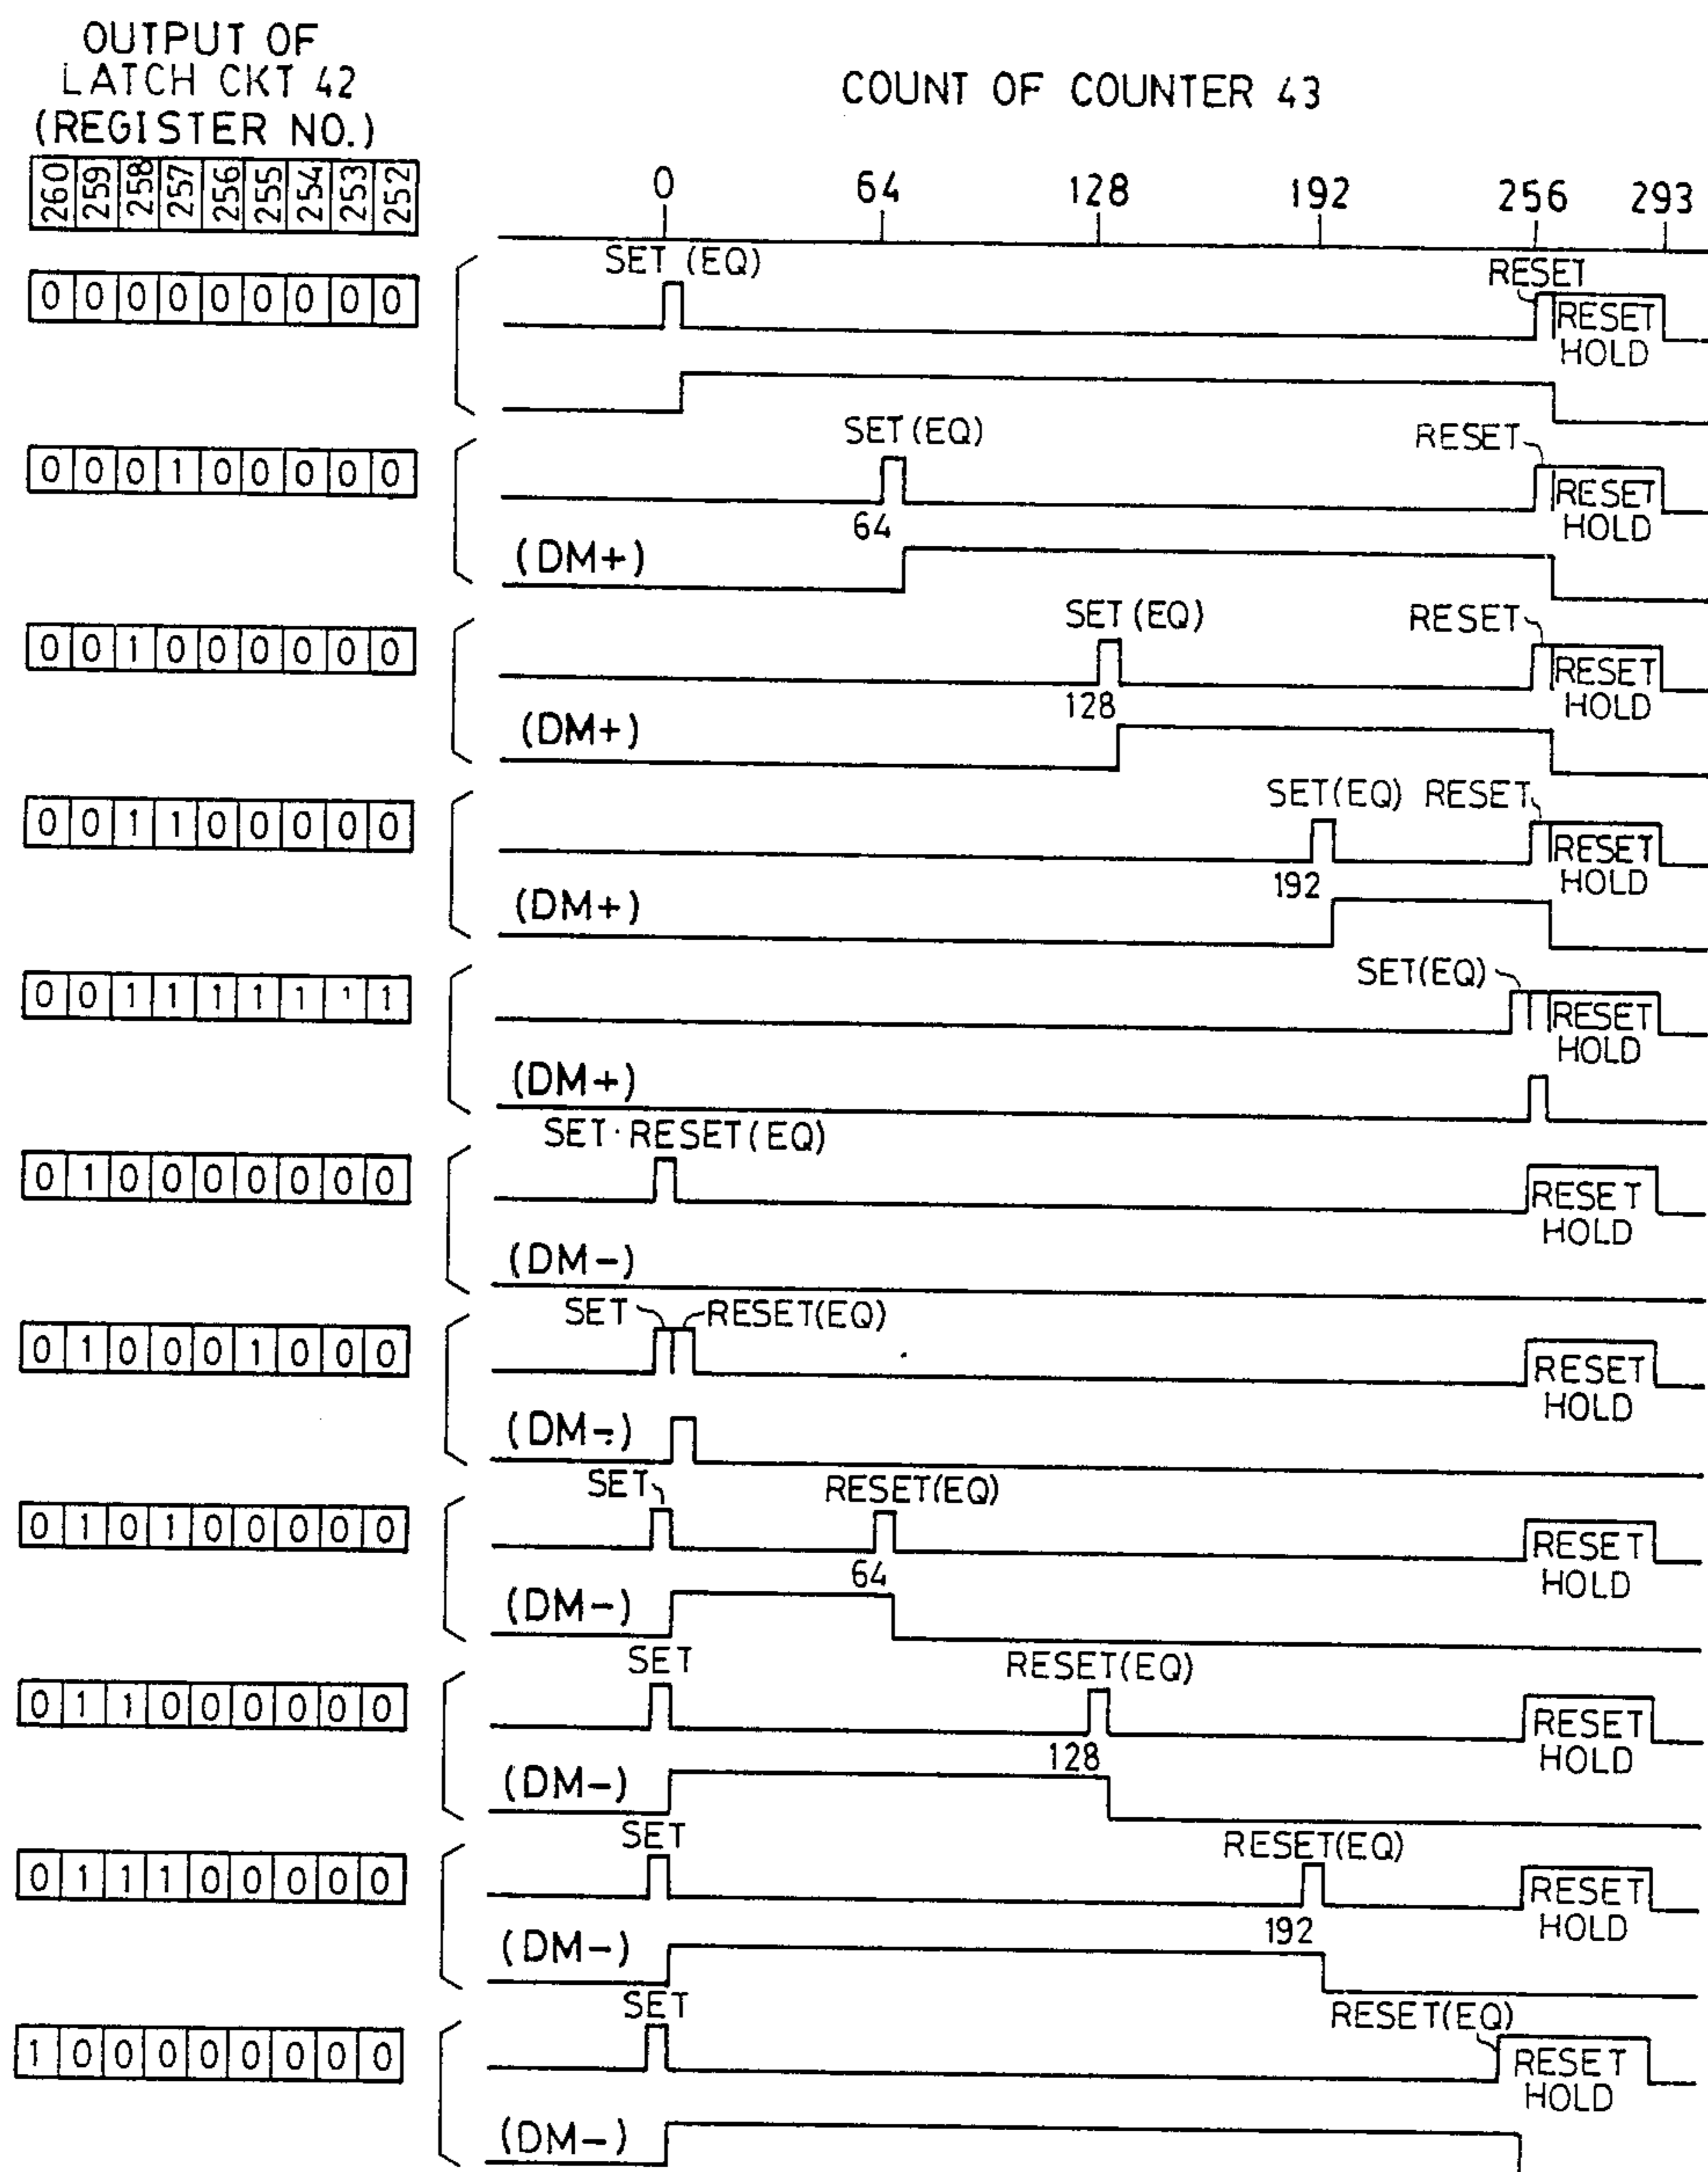 OUTPUT OF
LATCH CKT 42
(REGISTER NO.)
COUNT OF COUNTER 43
260 259 258 257 256 255 254 253 252
0 64 128 192 256 293
SET (EQ) RESET
0 0 0 0 0 0 0 0 0
RESET
HOLD
SET (EQ) RESET
0 0 0 1 0 0 0 0 0
RESET
HOLD
64
(DM+)
SET (EQ) RESET
0 0 1 0 0 0 0 0 0
RESET
HOLD
128
(DM+)
SET(EQ) RESET
0 0 1 1 0 0 0 0 0
RESET
HOLD
192
(DM+)
SET(EQ)
0 0 1 1 1 1 1 1 1
RESET
HOLD
(DM+)
SET·RESET(EQ)
0 1 0 0 0 0 0 0 0
RESET
HOLD
(DM-)
SET RESET(EQ)
0 1 0 0 0 1 0 0 0
RESET
HOLD
(DM-)
SET RESET(EQ)
0 1 0 1 0 0 0 0 0
RESET
HOLD
64
(DM-)
SET RESET(EQ)
0 1 1 0 0 0 0 0 0
RESET
HOLD
128
(DM-)
SET RESET(EQ)
0 1 1 1 0 0 0 0 0
RESET
HOLD
192
(DM-)
SET RESET(EQ)
1 0 0 0 0 0 0 0 0
RESET
HOLD
(DM-)